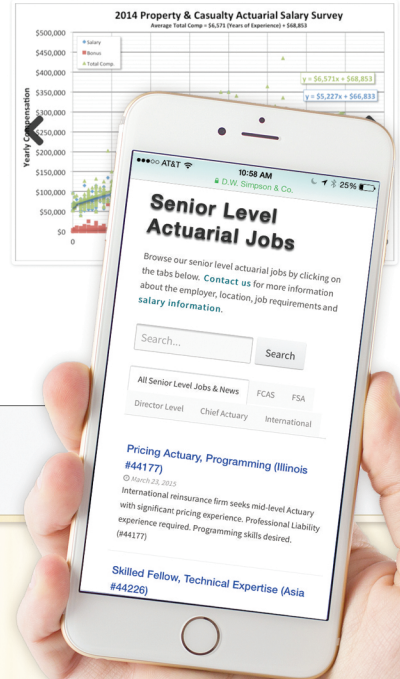 2014 Property & Casualty Actuarial Salary Survey
Average Total Comp = $6,571 (Years of Experience) + $68,853
$500,000
$450,000
$400,000
$350,000
$300,000
$250,000
$200,000
$150,000
$100,000
$50,000
$0
0
Yearly Compensation
Salary
Bonus
Total Comp
y = $6,571x + $68,853
y = $5,227x + $66,833
AT&T
10:58 AM
25%
D.W. Simpson & Co.
Senior Level
Actuarial Jobs
Browse our senior level actuarial jobs by clicking on
the tabs below. Contact us for more information
about the employer, location, job requirements and
salary information.
Search...
Search
All Senior Level Jobs & News
FCAS
FSA
Director Level
Chief Actuary
International
Pricing Actuary, Programming (Illinois
#44177)
March 23, 2015
International reinsurance firm seeks mid-level Actuary
with significant pricing experience. Professional Liability
experience required. Programming skills desired.
(#44177)
Skilled Fellow, Technical Expertise (Asia
#44226)